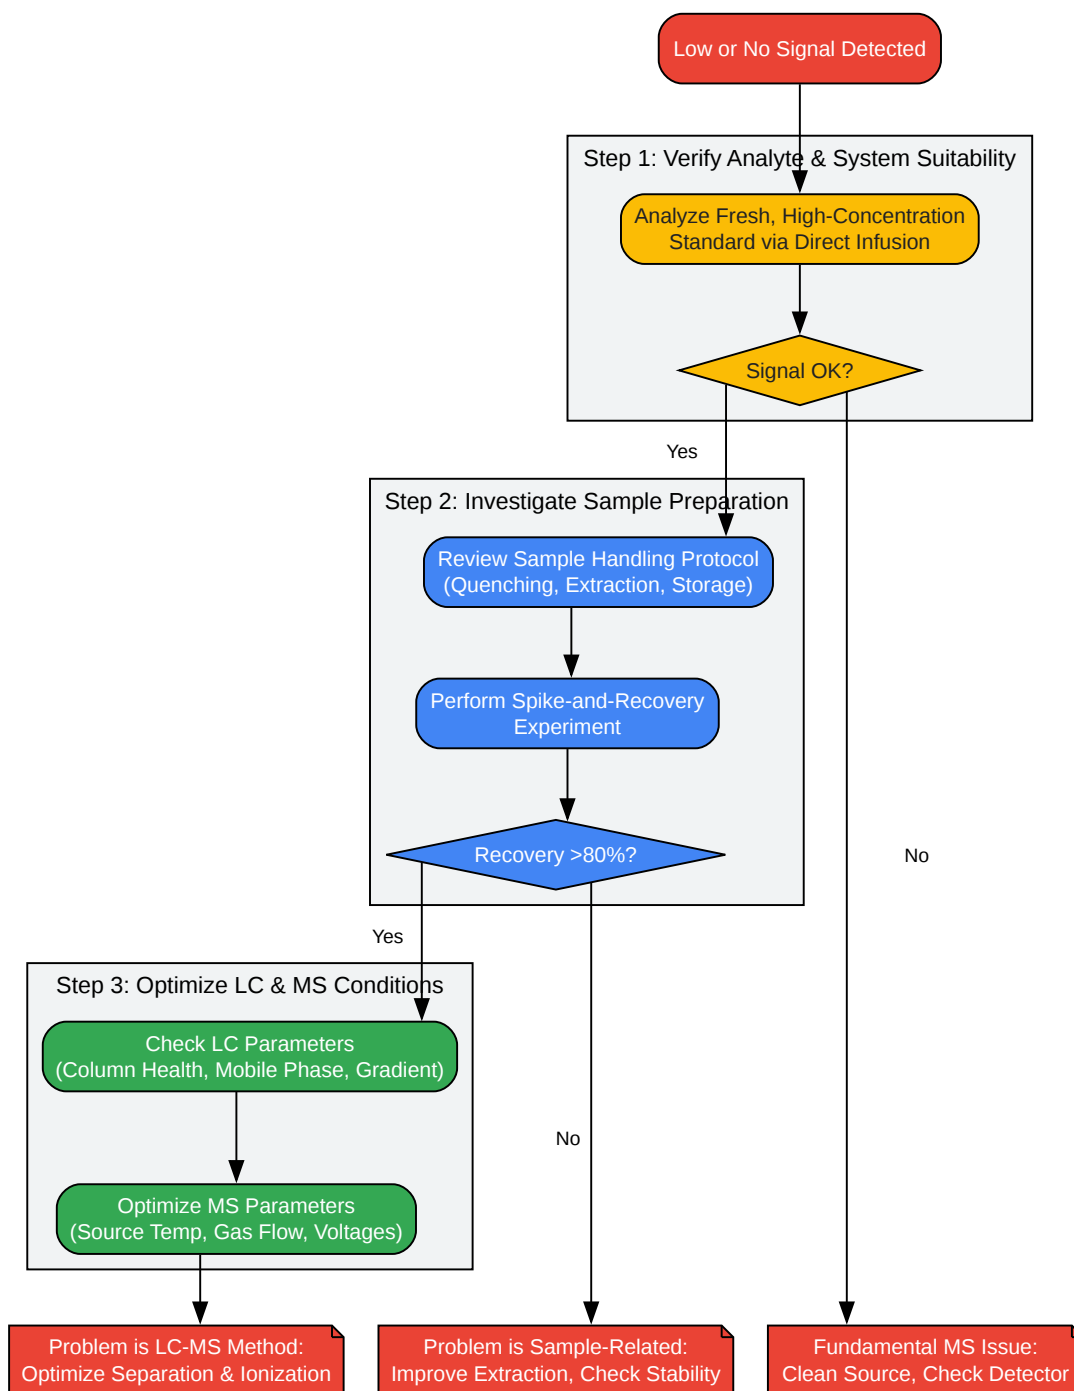 Low or No Signal Detected
Step 1: Verify Analyte & System Suitability
Analyze Fresh, High-Concentration
Standard via Direct Infusion
Signal OK?
Yes
Step 2: Investigate Sample Preparation
Review Sample Handling Protocol
(Quenching, Extraction, Storage)
Perform Spike-and-Recovery
Experiment
Recovery >80%?
No
Yes
Step 3: Optimize LC & MS Conditions
Check LC Parameters
(Column Health, Mobile Phase, Gradient)
No
Optimize MS Parameters
(Source Temp, Gas Flow, Voltages)
Problem is LC-MS Method:
Optimize Separation & Ionization
Problem is Sample-Related:
Improve Extraction, Check Stability
Fundamental MS Issue:
Clean Source, Check Detector